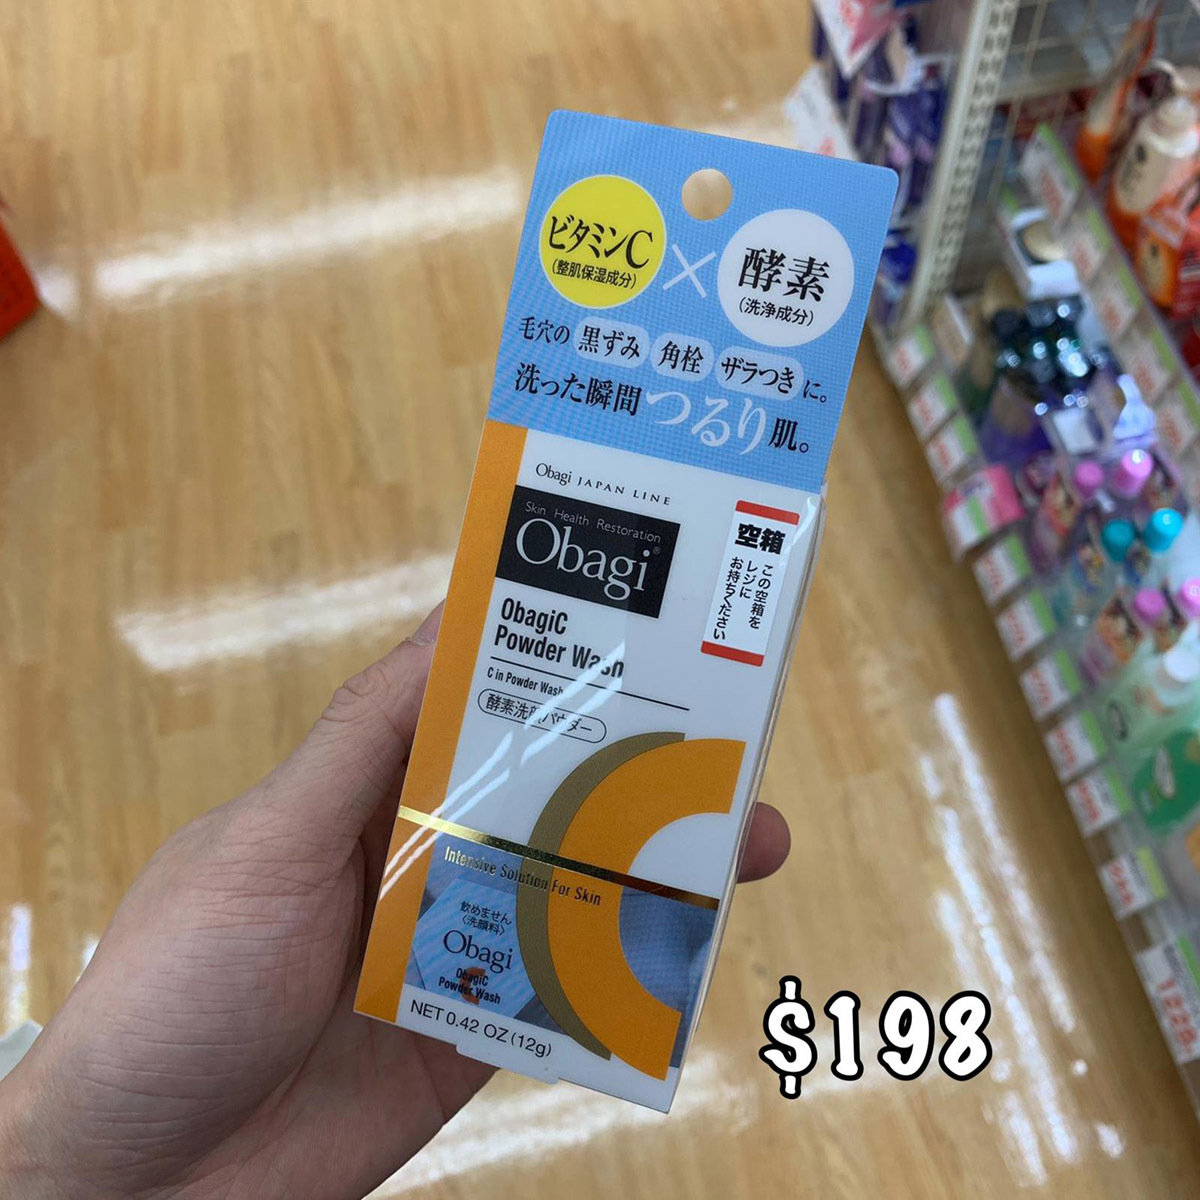 ビタミンC
(整肌保湿成分)
×
酵素
(洗浄成分)
毛穴の 黒ずみ 角栓 ザラつき に。
洗った瞬間つるり肌。
Obagi JAPAN LINE
Skin Health Restoration
Obagi®
空箱
この空箱を
レジに
お持ちください
ObagiC
Powder Wash
C in Powder Wash
酵素洗顔パウダー
Intensive Solution For Skin
飲めません
〈洗顔料〉
Obagi
ObagiC
Powder Wash
NET 0.42 OZ (12g)
$198